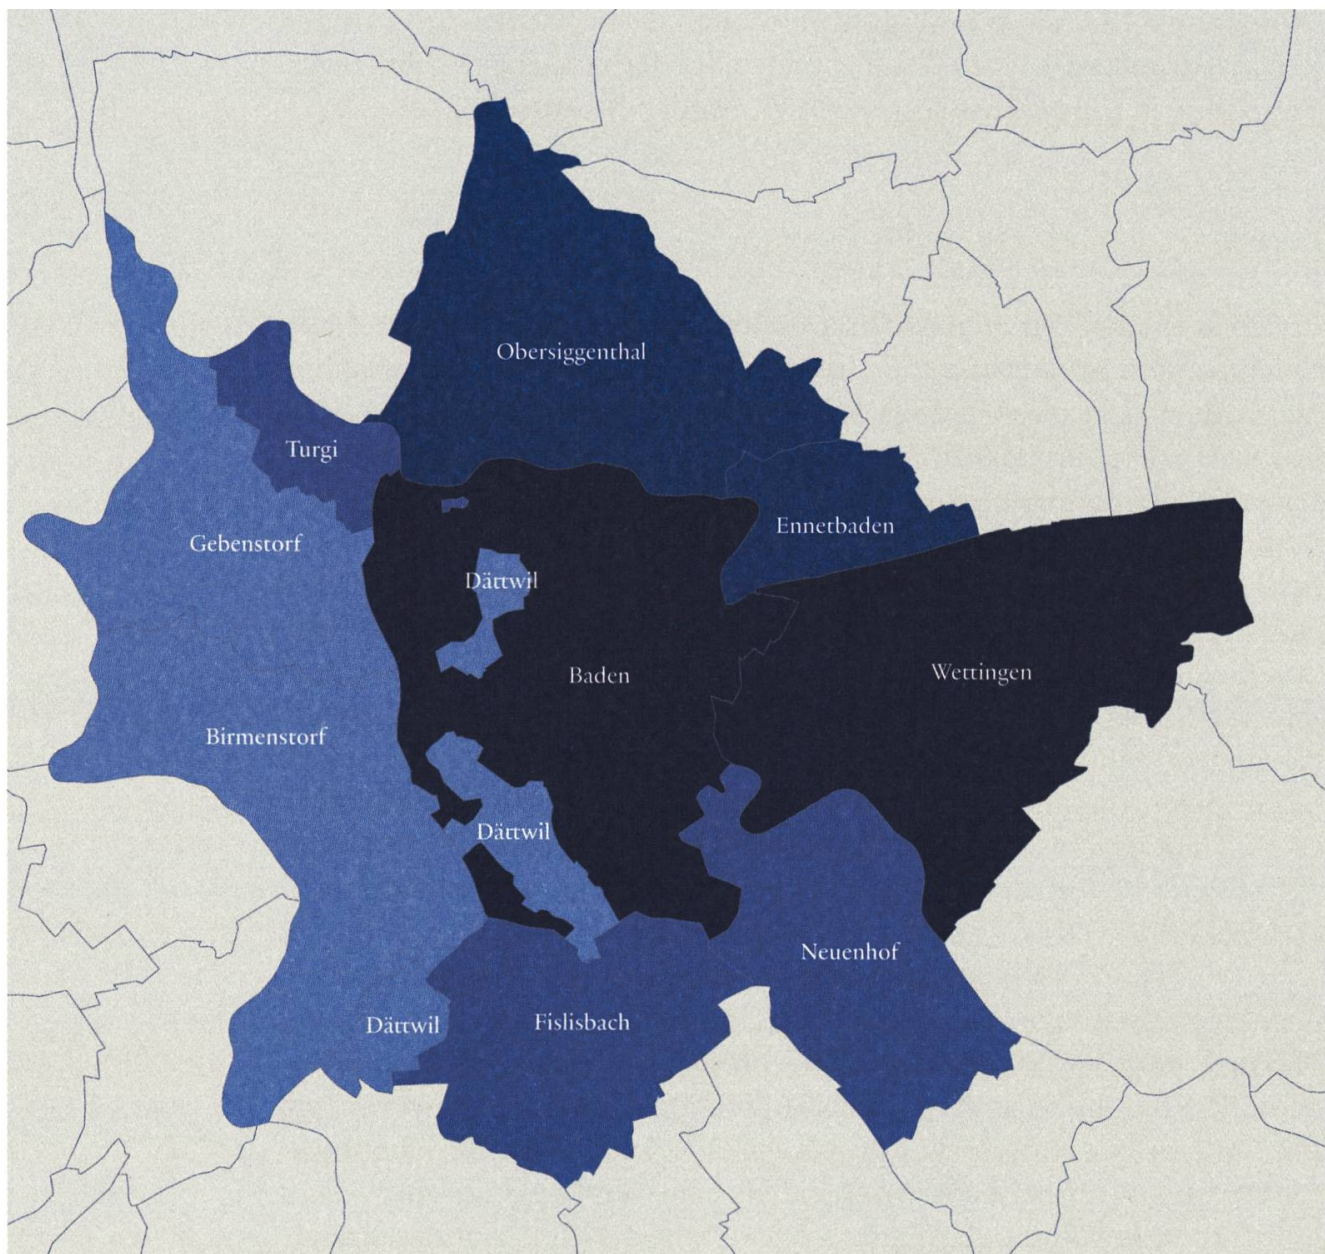 Obersiggenthal
Turgi
Ennetbaden
Gebenstorf
Dättwil
Baden
Wettingen
Birmenstorf
Dättwil
Neuenhof
Dättwil
Fislisbach